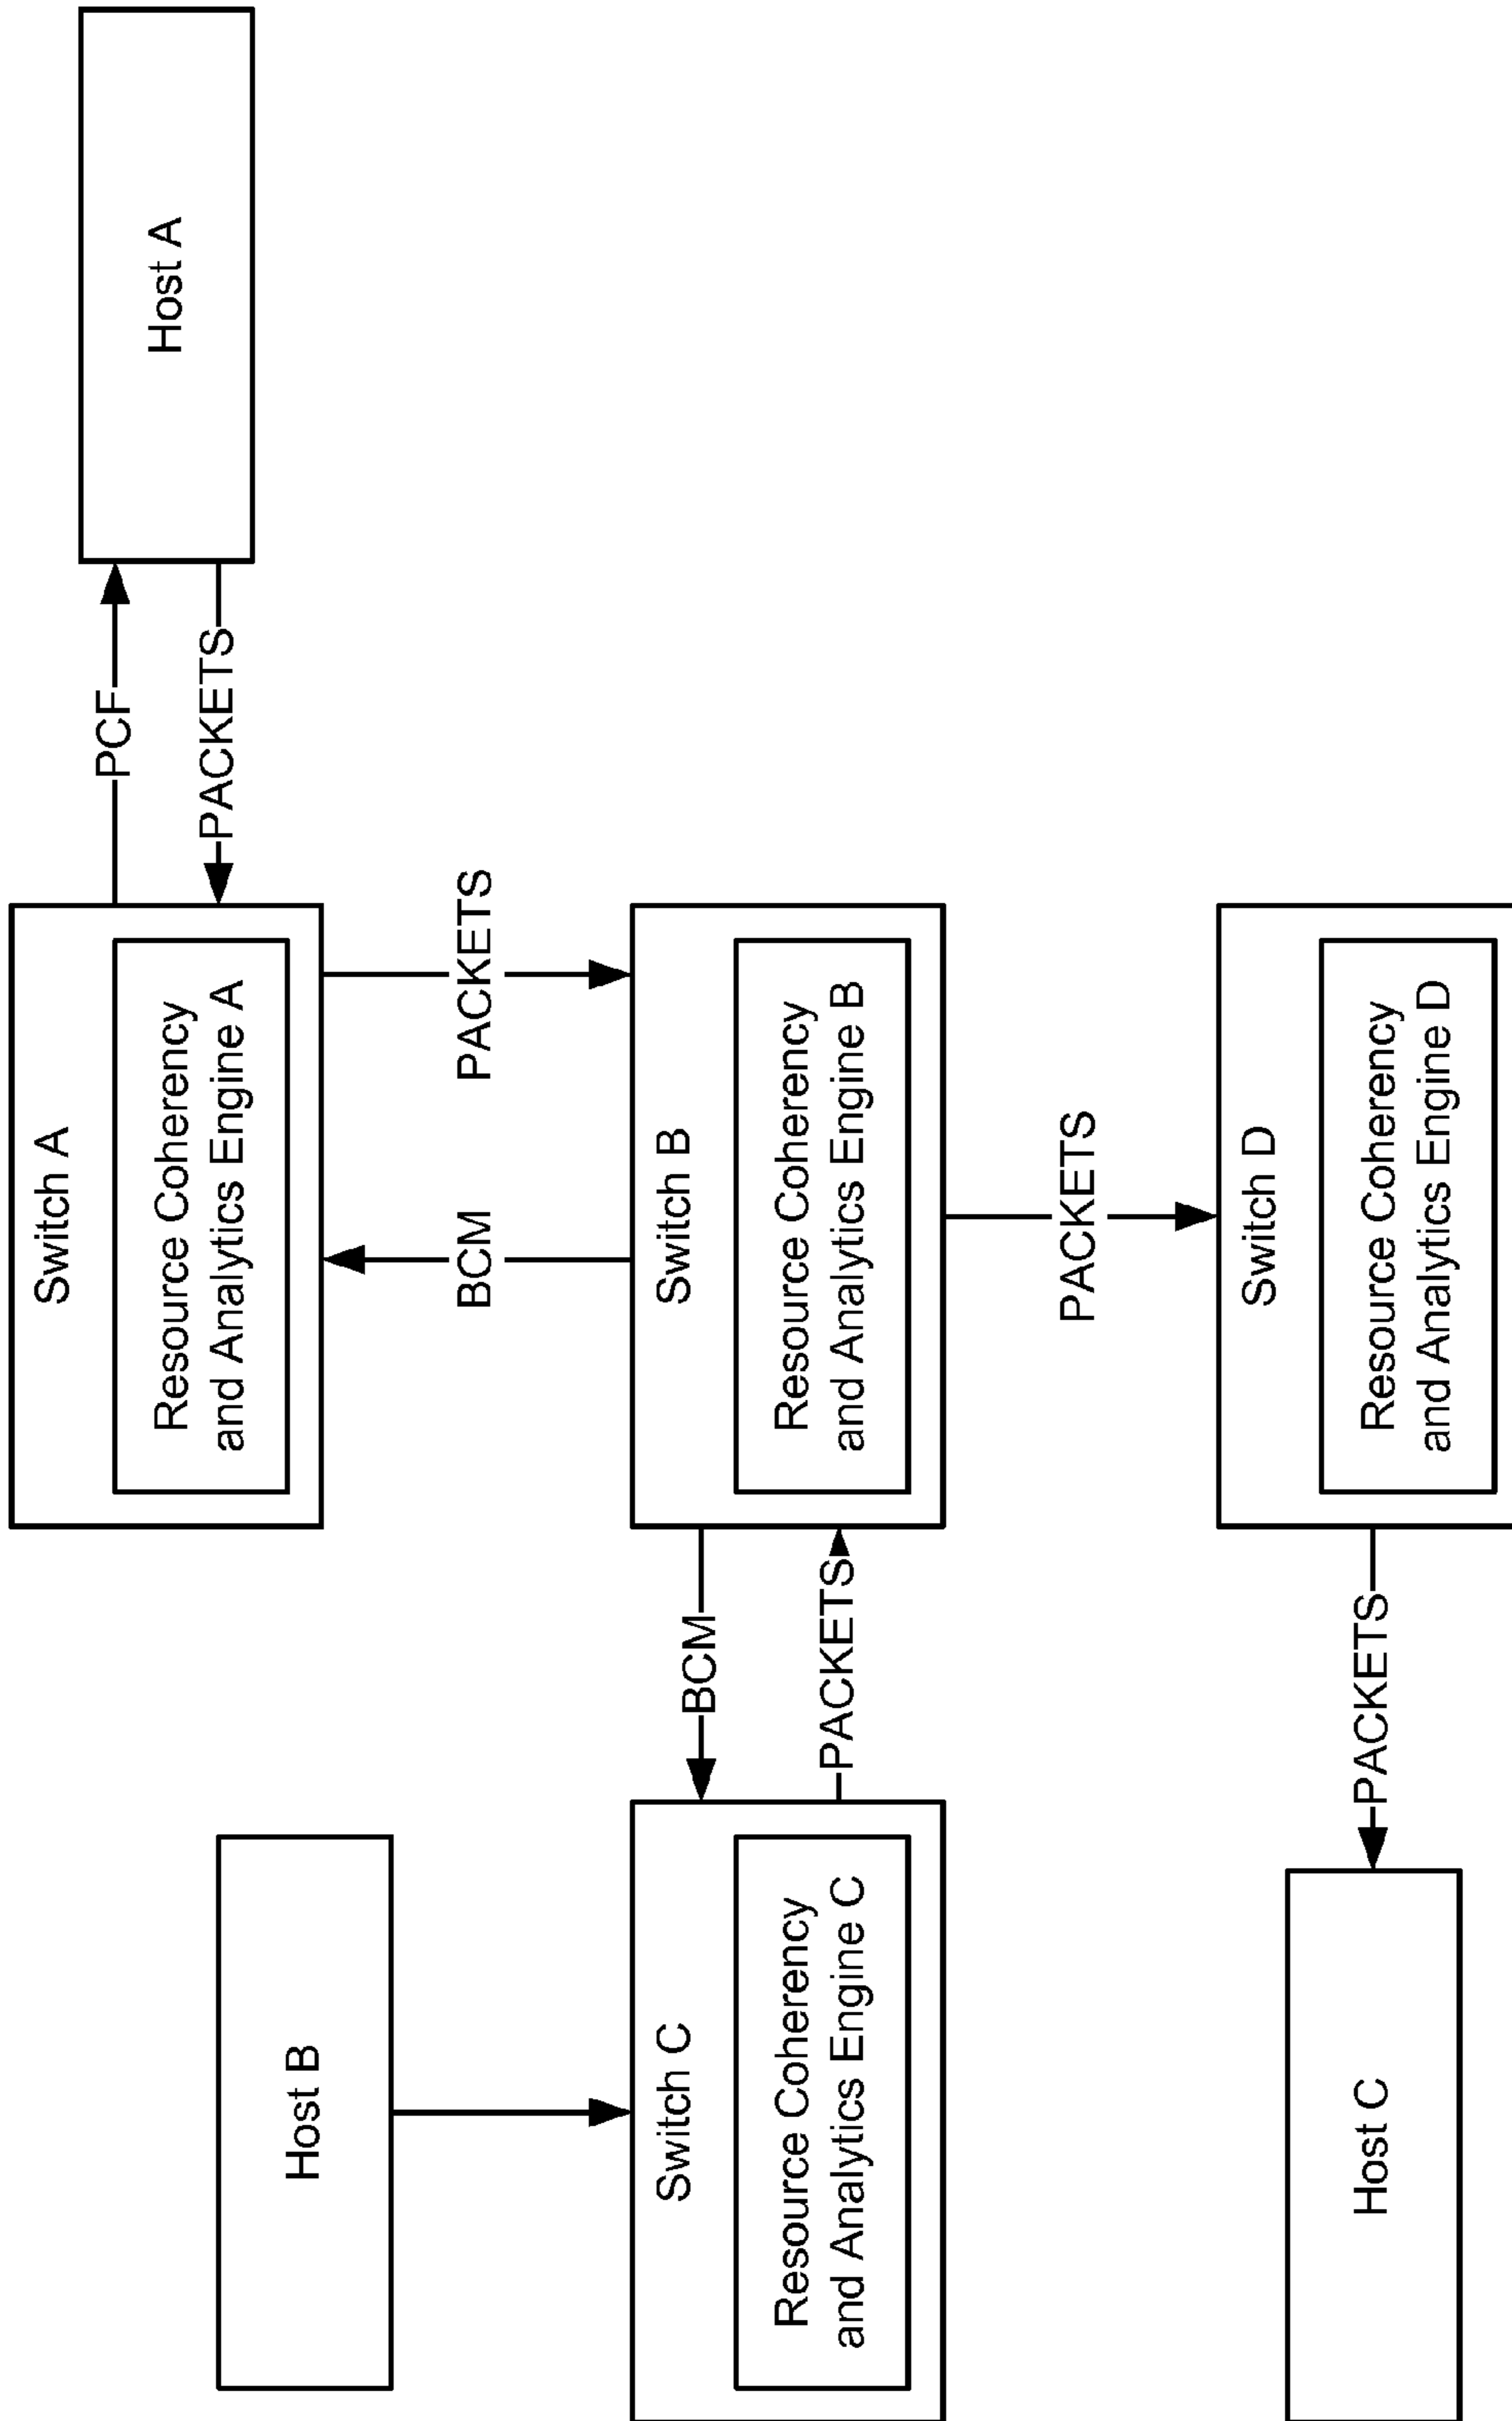 Host A
PCF
PACKETS
Switch A
Resource Coherency
and Analytics Engine A
PACKETS
BCM
Switch B
Resource Coherency
and Analytics Engine B
PACKETS
Switch D
Resource Coherency
and Analytics Engine D
BCM
PACKETS
PACKETS
Host B
Switch C
Resource Coherency
and Analytics Engine C
Host C